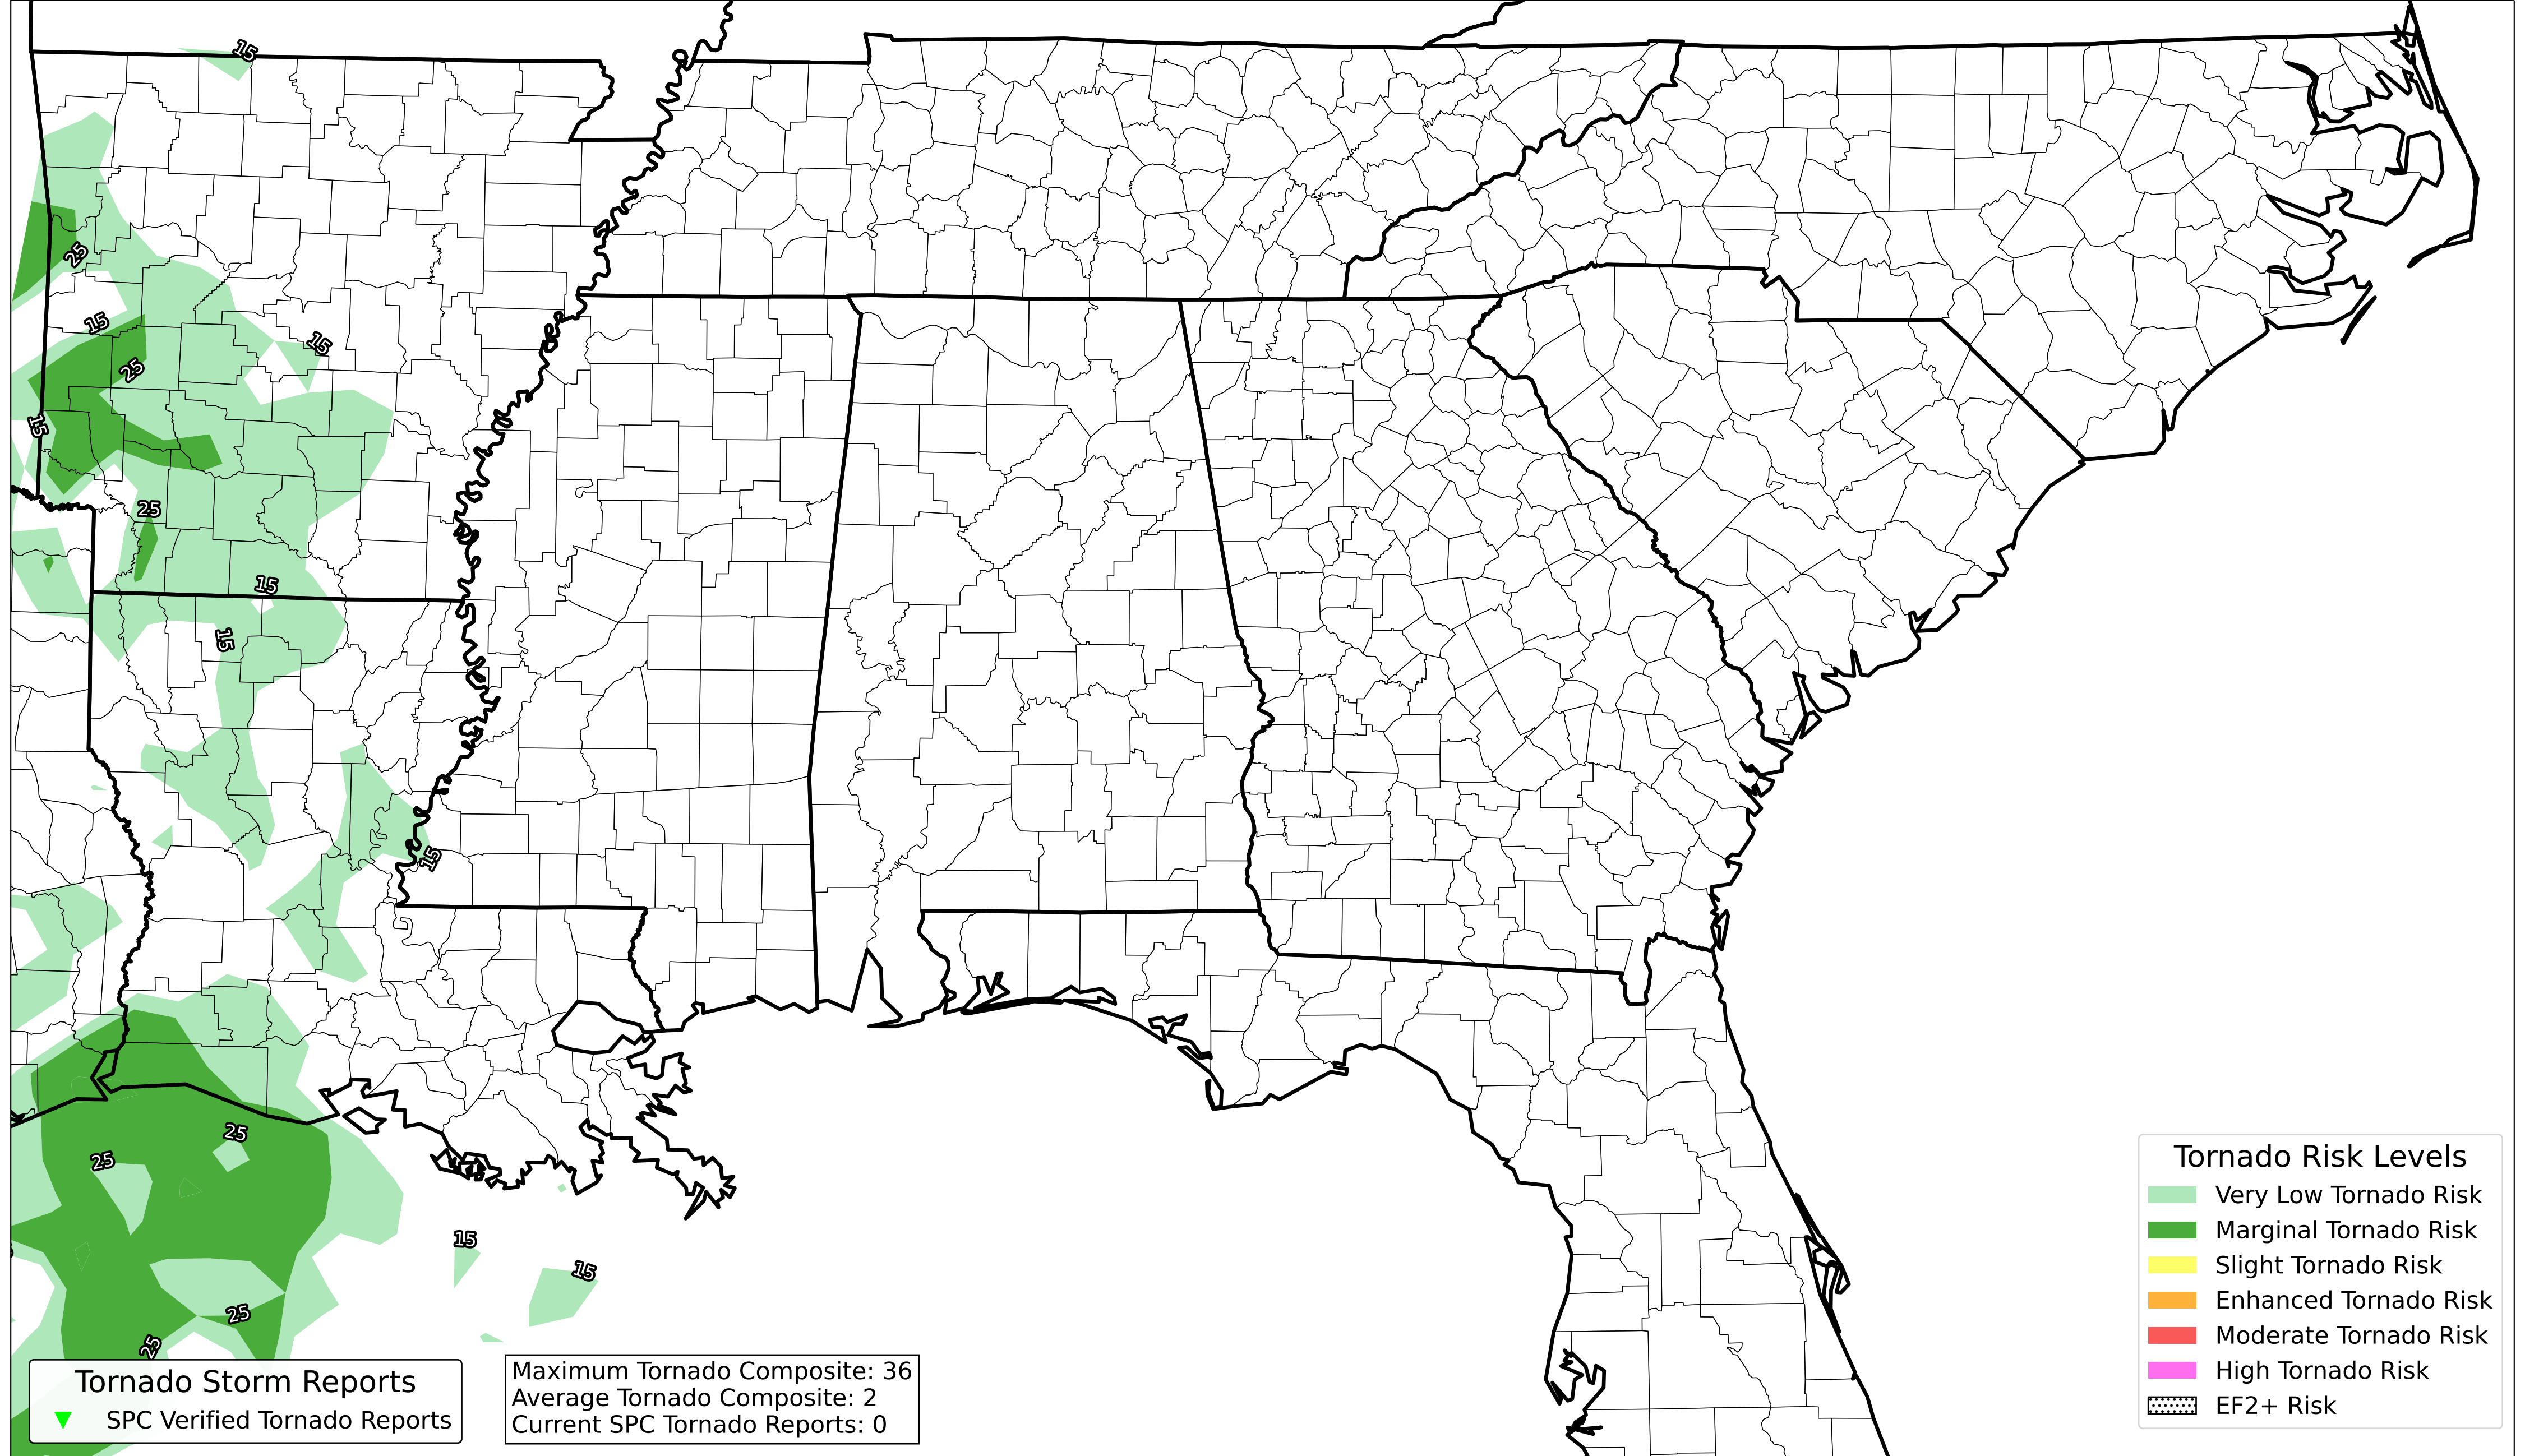 15
25
15
15
25
15
25
15
15
15
25
25
15
15
25
25
Tornado Storm Reports
SPC Verified Tornado Reports
Maximum Tornado Composite: 36
Average Tornado Composite: 2
Current SPC Tornado Reports: 0
Tornado Risk Levels
Very Low Tornado Risk
Marginal Tornado Risk
Slight Tornado Risk
Enhanced Tornado Risk
Moderate Tornado Risk
High Tornado Risk
EF2+ Risk